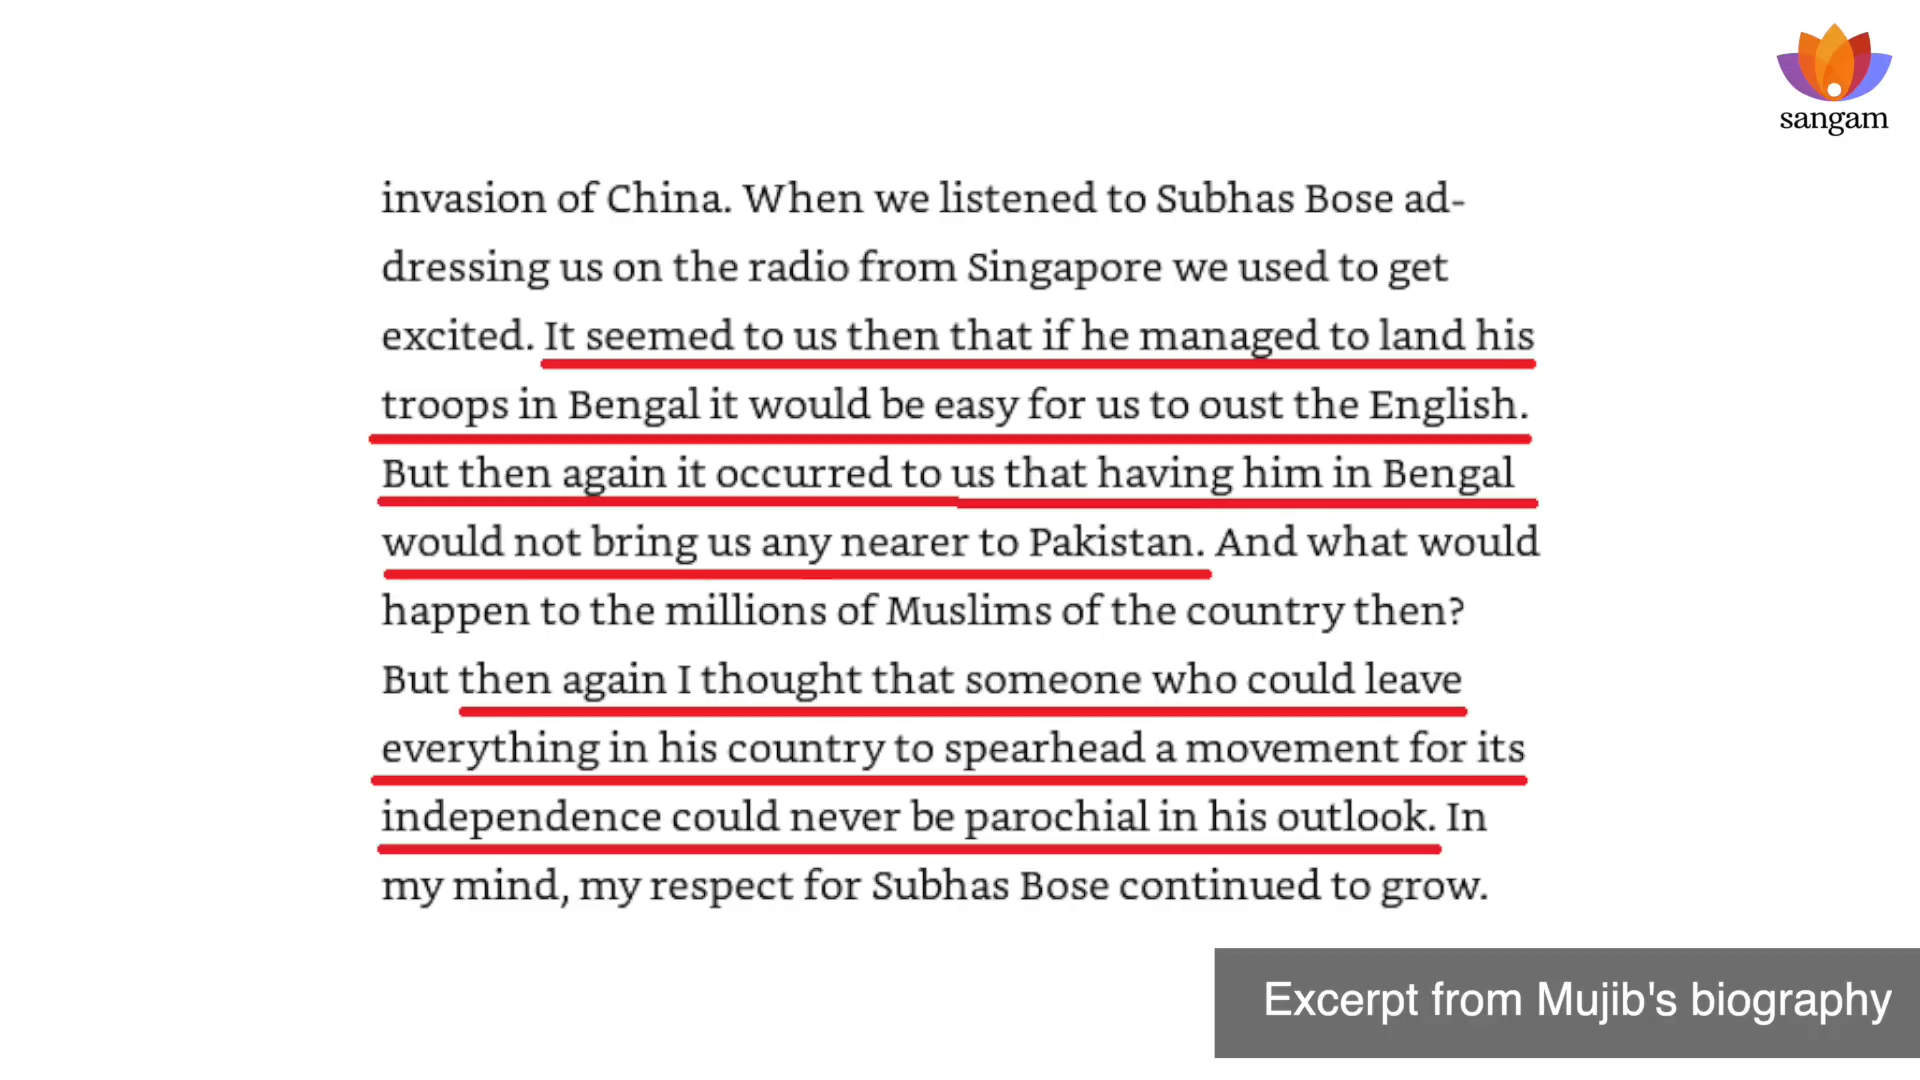 sangam
invasion of China. When we listened to Subhas Bose ad-
dressing us on the radio from Singapore we used to get
excited. It seemed to us then that if he managed to land his
troops in Bengal it would be easy for us to oust the English.
But then again it occurred to us that having him in Bengal
would not bring us any nearer to Pakistan. And what would
happen to the millions of Muslims of the country then?
But then again I thought that someone who could leave
everything in his country to spearhead a movement for its
independence could never be parochial in his outlook. In
my mind, my respect for Subhas Bose continued to grow.
Excerpt from Mujib's biography